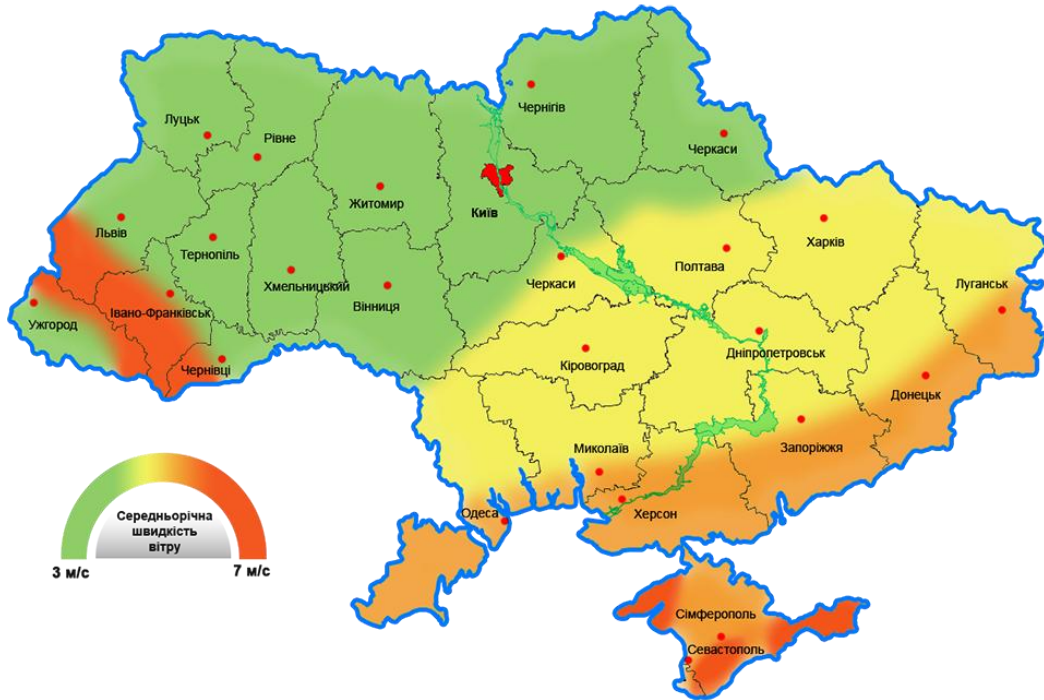 Чернігів
Луцьк
Рівне
Черкаси
Житомир
Київ
Львів
Харків
Тернопіль
Полтава
Черкаси
Хмельницький
Луганськ
Вінниця
Івано-Франківськ
Ужгород
Дніпропетровськ
Чернівці
Кіровоград
Донецьк
Миколаїв
Запоріжжя
Одеса
Херсон
Середньорічна
швидкість
вітру
3 м/с
7 м/с
Сімферополь
Севастополь